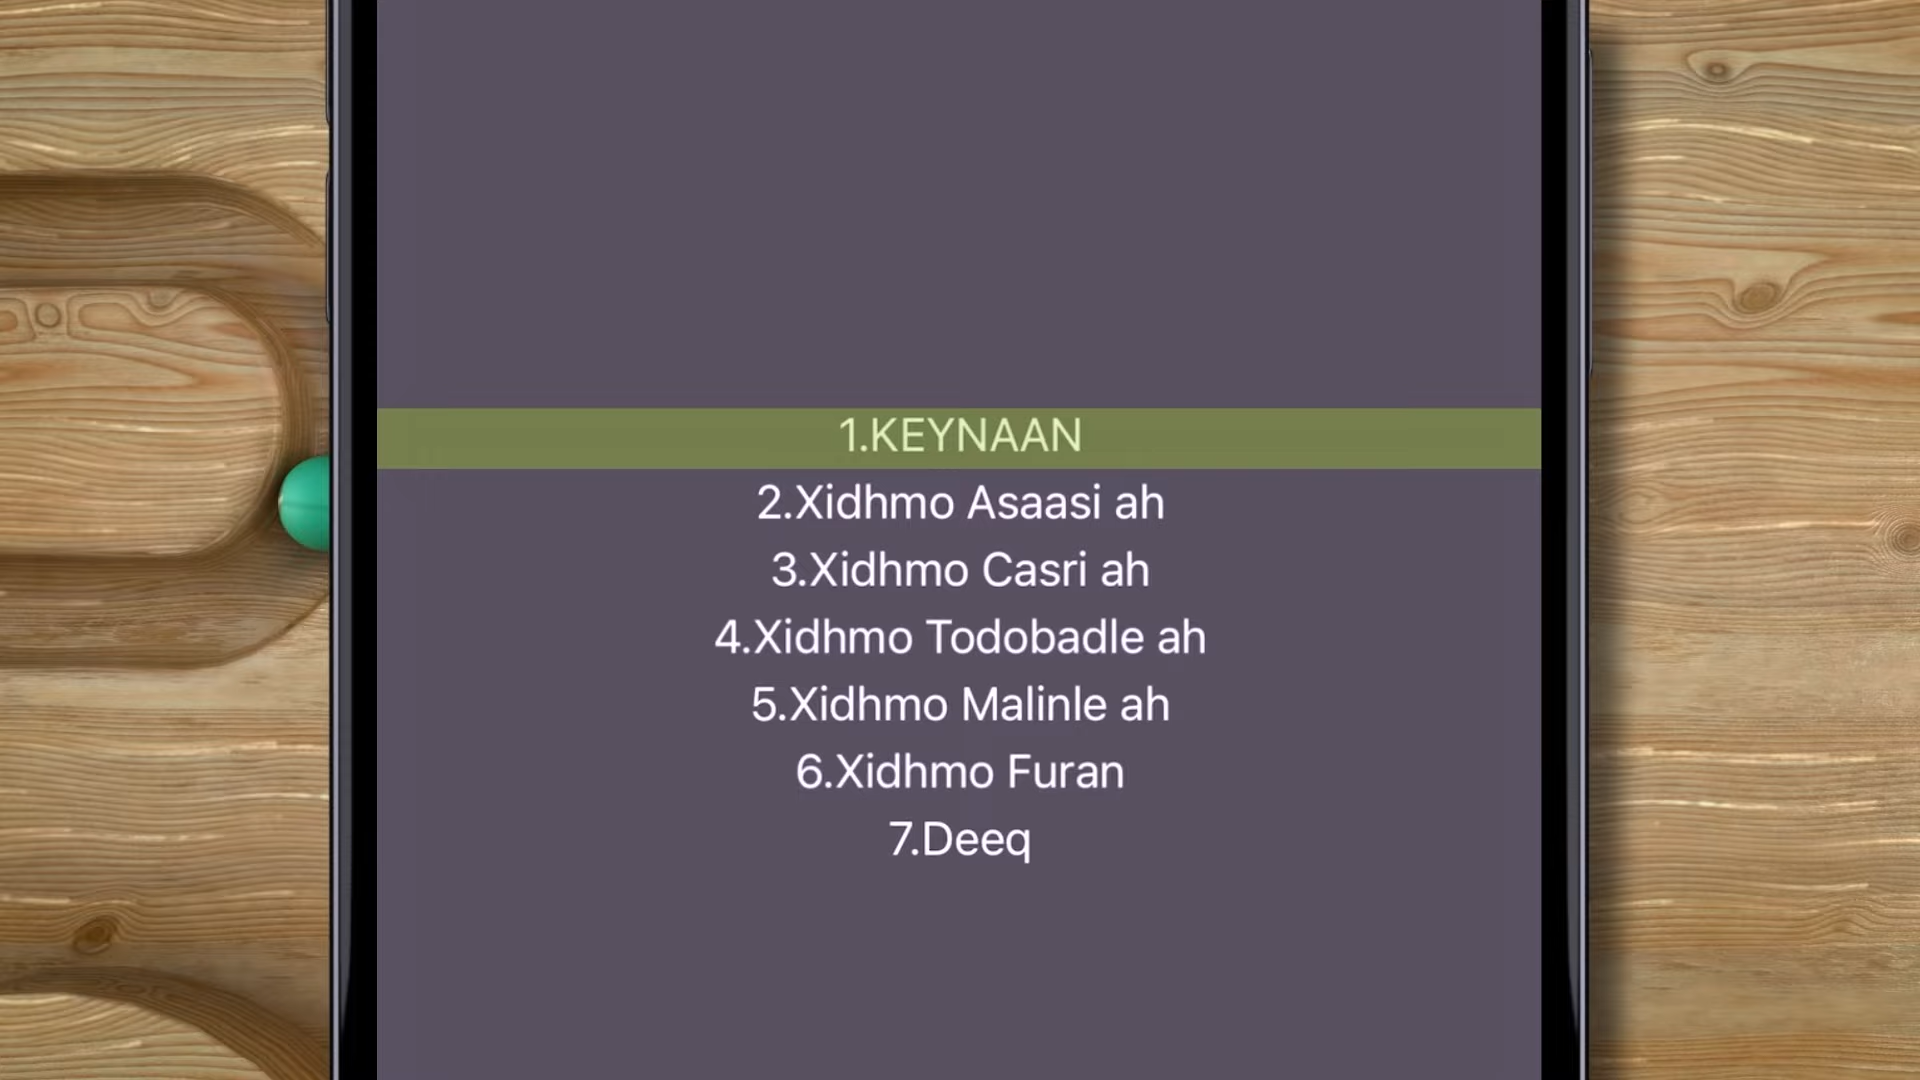 1.KEYNAAN
2.Xidhmo Asaasi ah
3.Xidhmo Casri ah
4.Xidhmo Todobadle ah
5.Xidhmo Malinle ah
6.Xidhmo Furan
7.Deeq